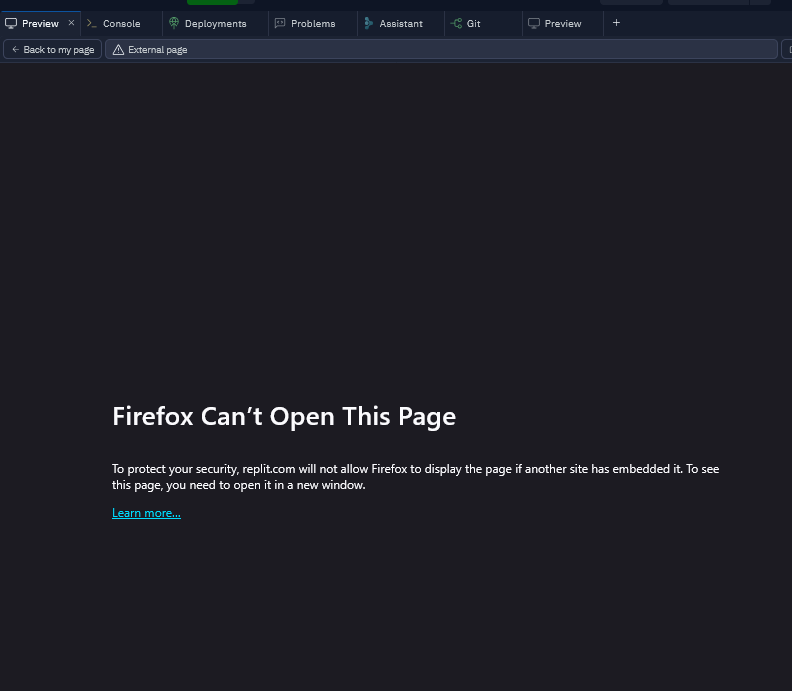 Preview Console Deployments Problems Assistant Git Preview
Back to my page External page
Firefox Can’t Open This Page
To protect your security, replit.com will not allow Firefox to display the page if another site has embedded it. To see
this page, you need to open it in a new window.
Learn more...